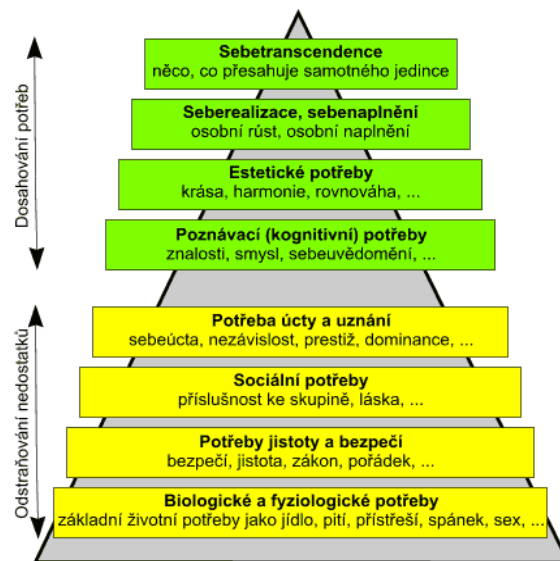 Sebetranscendence
něco, co přesahuje samotného jedince
Seberealizace, sebenaplnění
osobní růst, osobní naplnění
Estetické potřeby
krása, harmonie, rovnováha, ...
Poznávací (kognitivní) potřeby
znalosti, smysl, sebeuvědomění, ...
Dosahování potřeb
Potřeba úcty a uznání
sebeúcta, nezávislost, prestiž, dominance, ...
Sociální potřeby
příslušnost ke skupině, láska, ...
Potřeby jistoty a bezpečí
bezpečí, jistota, zákon, pořádek, ...
Biologické a fyziologické potřeby
základní životní potřeby jako jídlo, pití, přístřeší, spánek, sex, ...
Odstraňování nedostatků